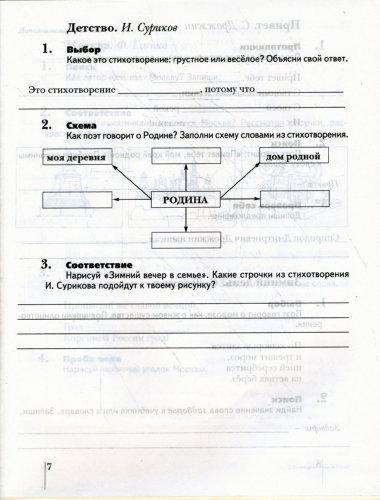 Детство. И. Суриков
1. Выбор
Какое это стихотворение: грустное или весёлое? Объясни свой ответ.
Это стихотворение , потому что
2. Схема
Как поэт говорит о Родине? Заполни схему словами из стихотворения.
моя деревня
дом родной
РОДИНА
3. Соответствие
Нарисуй «Зимний вечер в семье». Какие строчки из стихотворения
И. Сурикова подойдут к твоему рисунку?
7